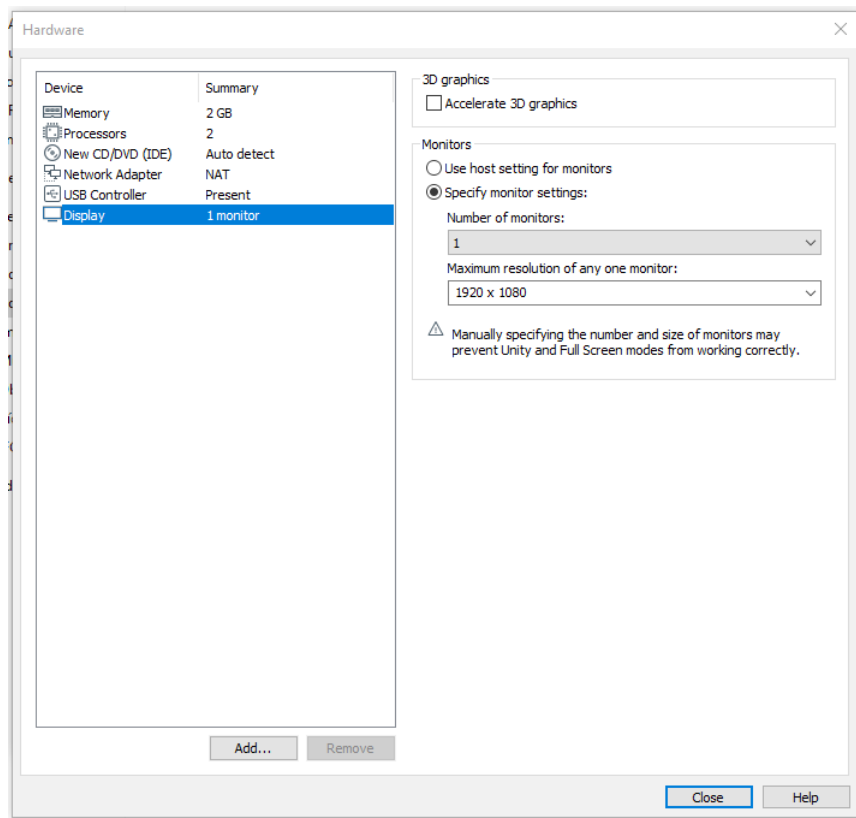 Hardware
Device Summary
Memory 2 GB
Processors 2
New CD/DVD (IDE) Auto detect
Network Adapter NAT
USB Controller Present
Display 1 monitor
Add...
Remove
3D graphics
Accelerate 3D graphics
Monitors
Use host setting for monitors
Specify monitor settings:
Number of monitors:
1
Maximum resolution of any one monitor:
1920 x 1080
Manually specifying the number and size of monitors may
prevent Unity and Full Screen modes from working correctly.
Close
Help